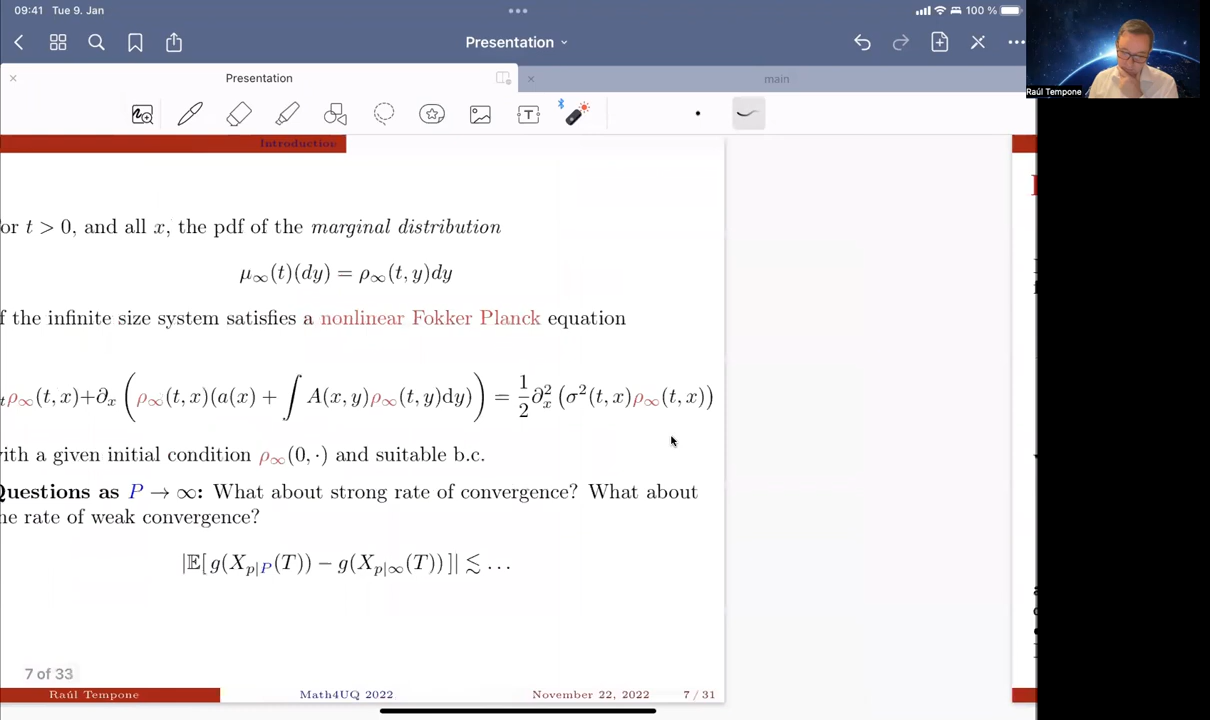 09:41 Tue 9. Jan
100 %
Presentation
Presentation
main
Raúl Tempone
Introduction
or t > 0, and all x, the pdf of the marginal distribution
μ∞(t)(dy) = ρ∞(t, y)dy
f the infinite size system satisfies a nonlinear Fokker Planck equation
tρ∞(t, x)+∂x (ρ∞(t, x)(a(x) + ∫ A(x, y)ρ∞(t, y)dy)) = 1/2 ∂²x (σ²(t, x)ρ∞(t, x))
ith a given initial condition ρ∞(0, ·) and suitable b.c.
Questions as P → ∞: What about strong rate of convergence? What about
he rate of weak convergence?
|E[g(Xp|P(T)) − g(Xp|∞(T))]| ≲ ...
7 of 33
Raúl Tempone
Math4UQ 2022
November 22, 2022
7 / 31